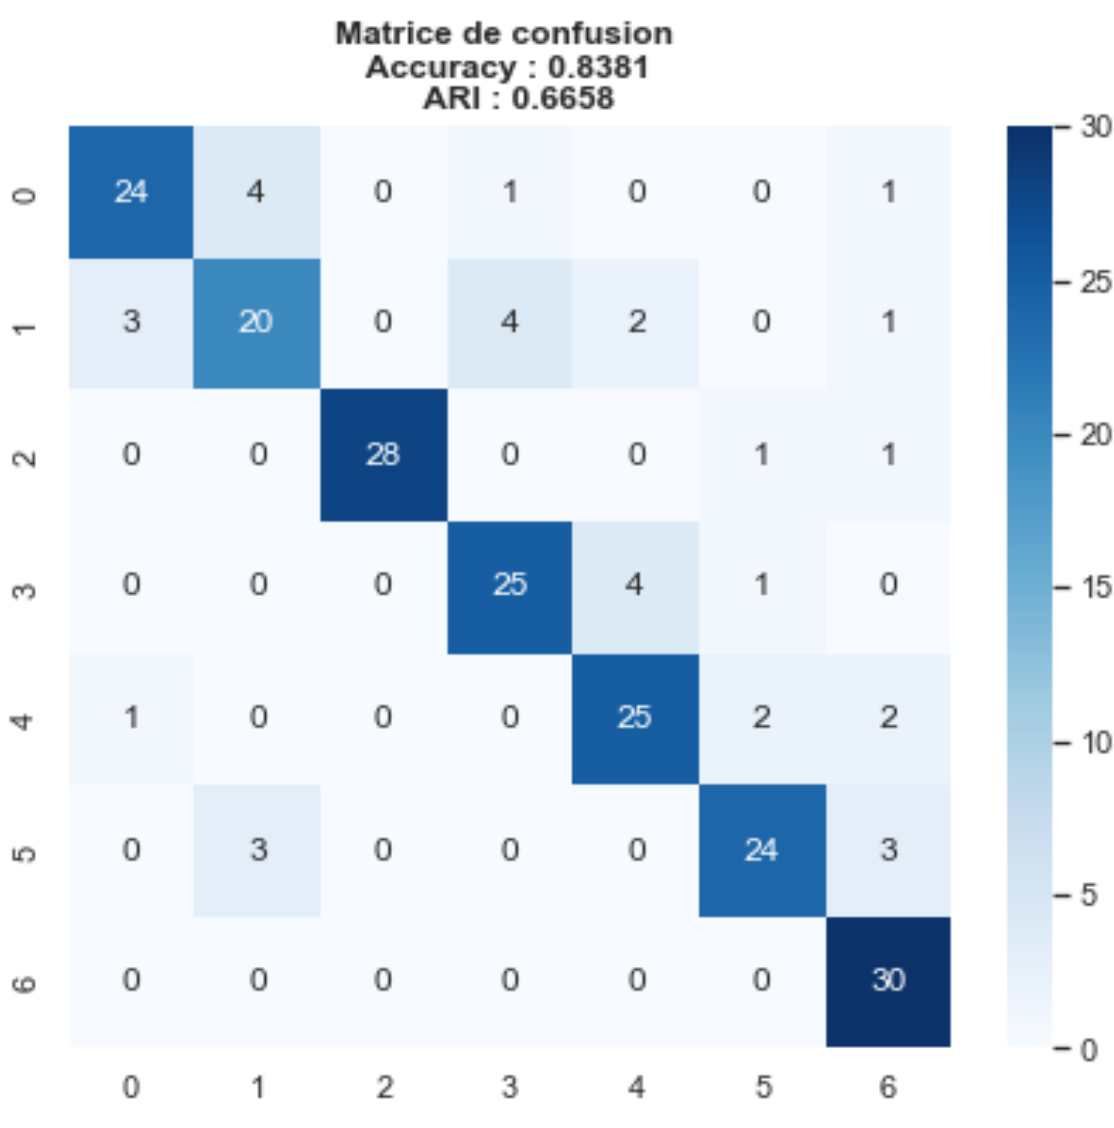 Matrice de confusion
Accuracy : 0.8381
ARI : 0.6658
0 24 4 0 1 0 0 1
1 3 20 0 4 2 0 1
2 0 0 28 0 0 1 1
3 0 0 0 25 4 1 0
4 1 0 0 0 25 2 2
5 0 3 0 0 0 24 3
6 0 0 0 0 0 0 30
0 1 2 3 4 5 6
30
25
20
15
10
5
0